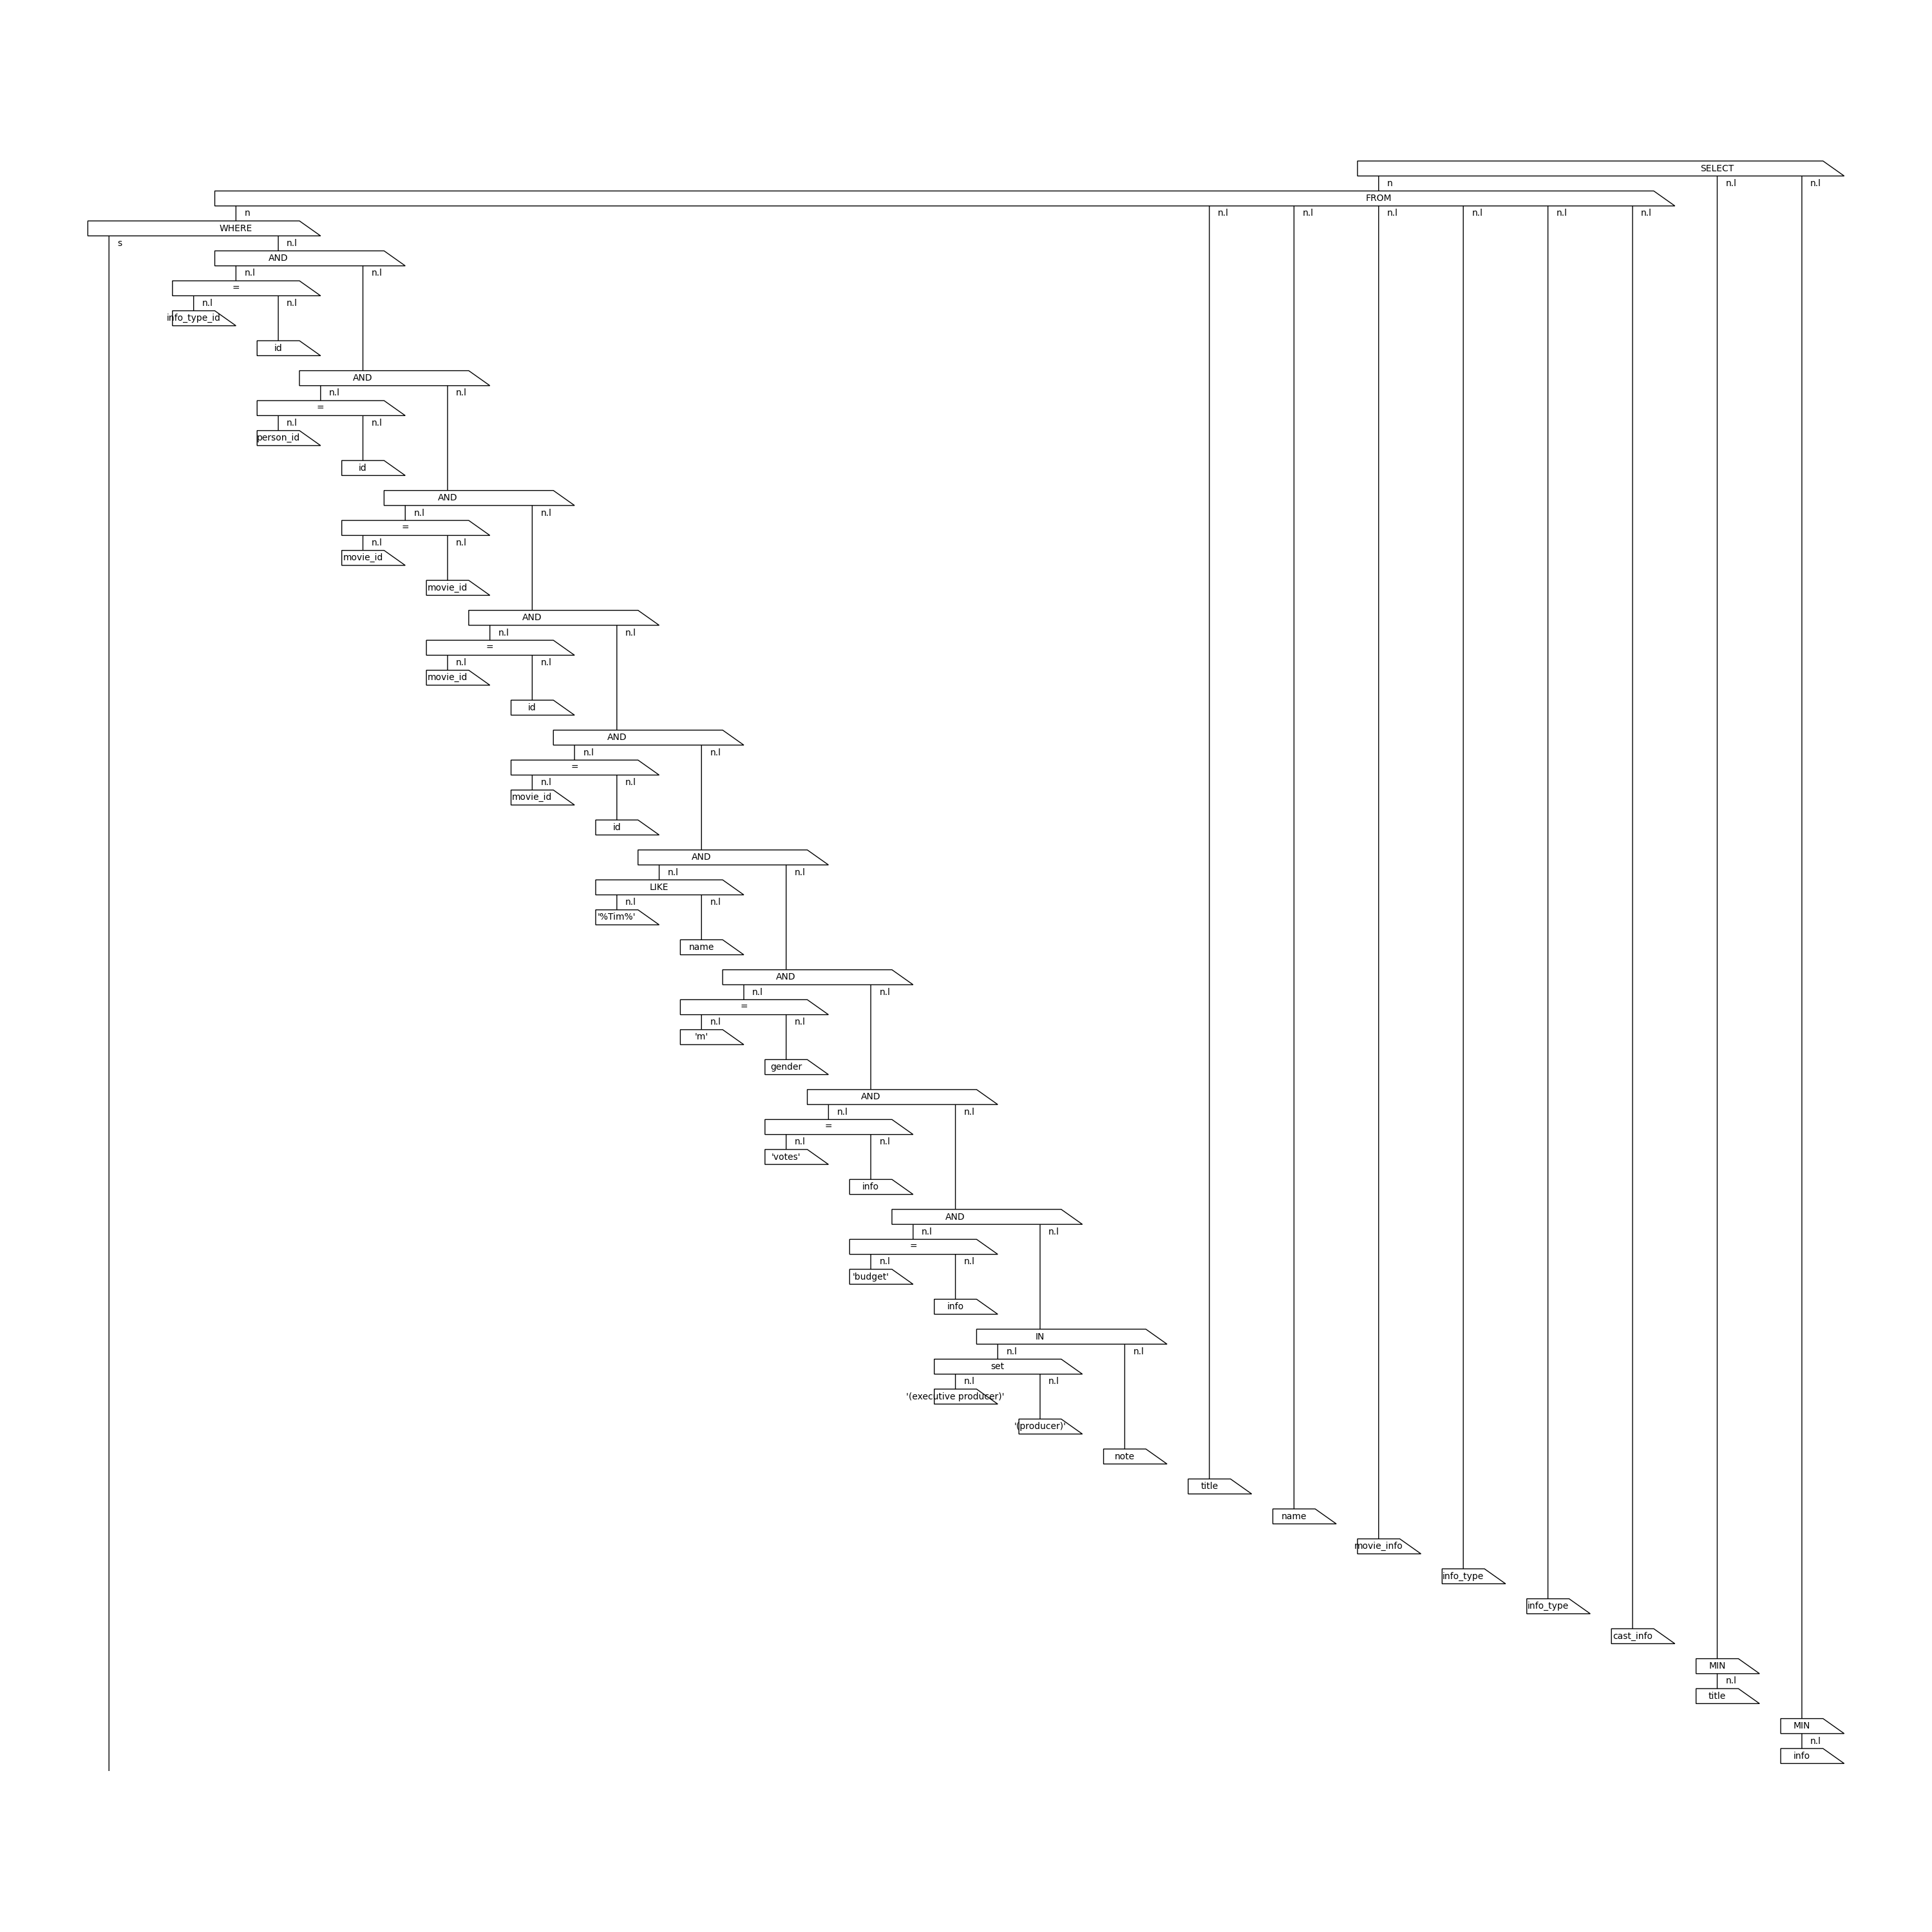 SELECT
n n.l n.l
FROM
n n.l n.l n.l n.l n.l n.l
WHERE
s n.l
AND
n.l n.l
=
n.l n.l
info_type_id
id
AND
n.l n.l
=
n.l n.l
person_id
id
AND
n.l n.l
=
n.l n.l
movie_id
movie_id
AND
n.l n.l
=
n.l n.l
movie_id
id
AND
n.l n.l
=
n.l n.l
movie_id
id
AND
n.l n.l
LIKE
n.l n.l
'%Tim%'
name
AND
n.l n.l
=
n.l n.l
'm'
gender
AND
n.l n.l
=
n.l n.l
'votes'
info
AND
n.l n.l
=
n.l n.l
'budget'
info
IN
n.l n.l
set
n.l n.l
'(executive producer)'
'(producer)'
note
title
name
movie_info
info_type
info_type
cast_info
MIN
n.l
title
MIN
n.l
info